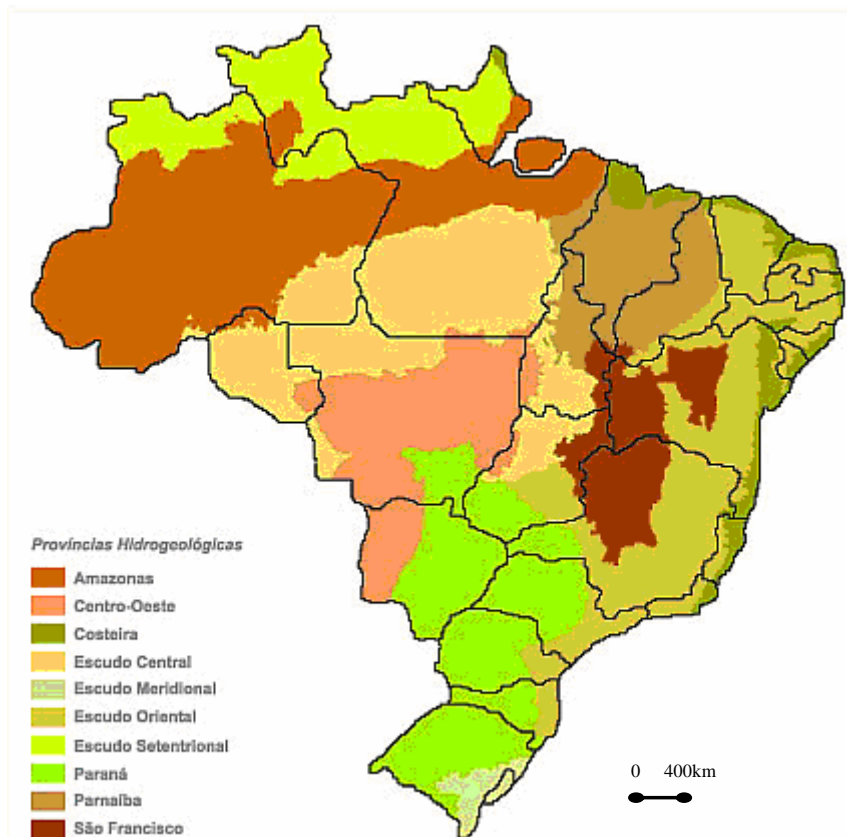 Províncias Hidrogeológicas
Amazonas
Centro-Oeste
Costeira
Escudo Central
Escudo Meridional
Escudo Oriental
Escudo Setentrional
Paraná
Parnaíba
São Francisco
0 400km